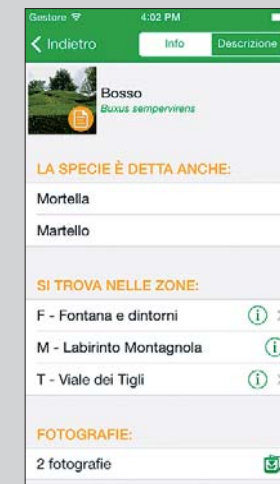 Gestore 4:02 PM
Indietro Info Descrizione
Bosso
Buxus sempervirens
LA SPECIE È DETTA ANCHE:
Mortella
Martello
SI TROVA NELLE ZONE:
F - Fontana e dintorni
M - Labirinto Montagnola
T - Viale dei Tigli
FOTOGRAFIE:
2 fotografie